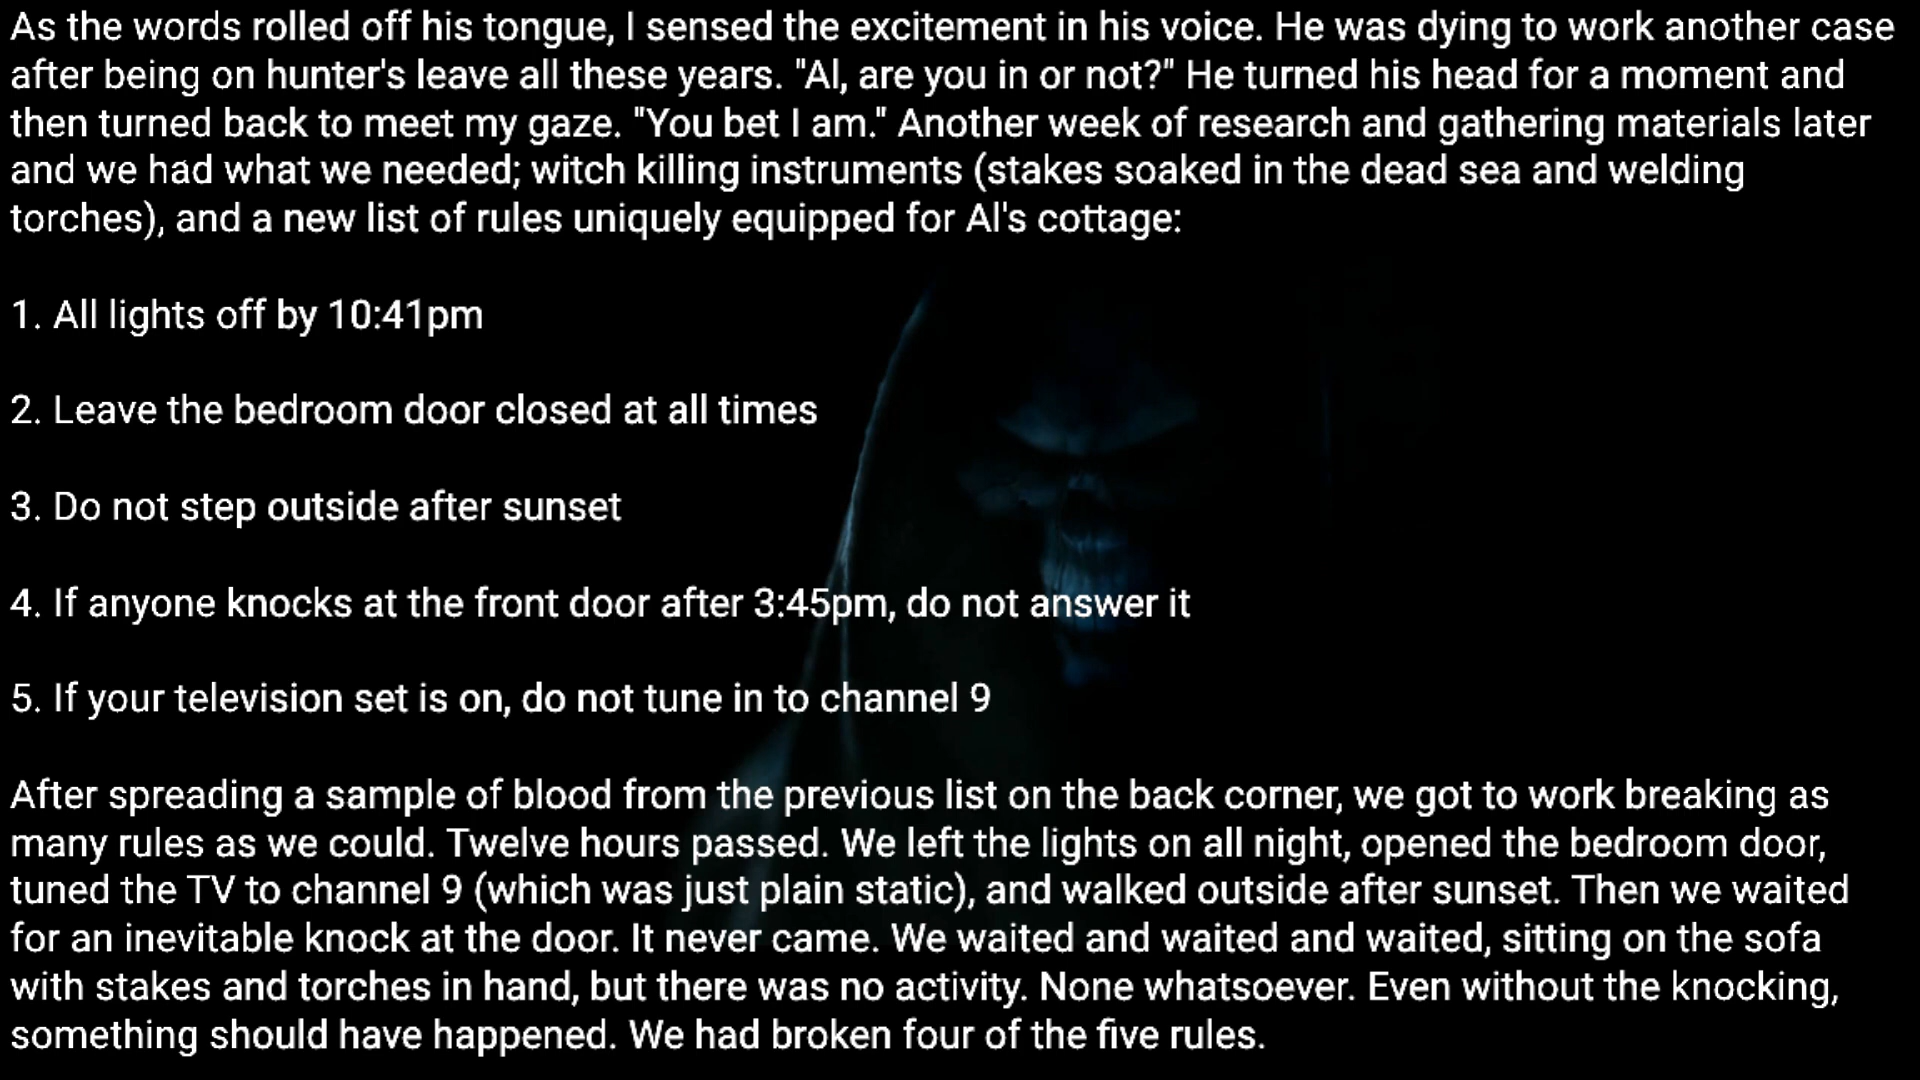 As the words rolled off his tongue, I sensed the excitement in his voice. He was dying to work another case
after being on hunter's leave all these years. "Al, are you in or not?" He turned his head for a moment and
then turned back to meet my gaze. "You bet I am." Another week of research and gathering materials later
and we had what we needed; witch killing instruments (stakes soaked in the dead sea and welding
torches), and a new list of rules uniquely equipped for Al's cottage:
1. All lights off by 10:41pm
2. Leave the bedroom door closed at all times
3. Do not step outside after sunset
4. If anyone knocks at the front door after 3:45pm, do not answer it
5. If your television set is on, do not tune in to channel 9
After spreading a sample of blood from the previous list on the back corner, we got to work breaking as
many rules as we could. Twelve hours passed. We left the lights on all night, opened the bedroom door,
tuned the TV to channel 9 (which was just plain static), and walked outside after sunset. Then we waited
for an inevitable knock at the door. It never came. We waited and waited and waited, sitting on the sofa
with stakes and torches in hand, but there was no activity. None whatsoever. Even without the knocking,
something should have happened. We had broken four of the five rules.